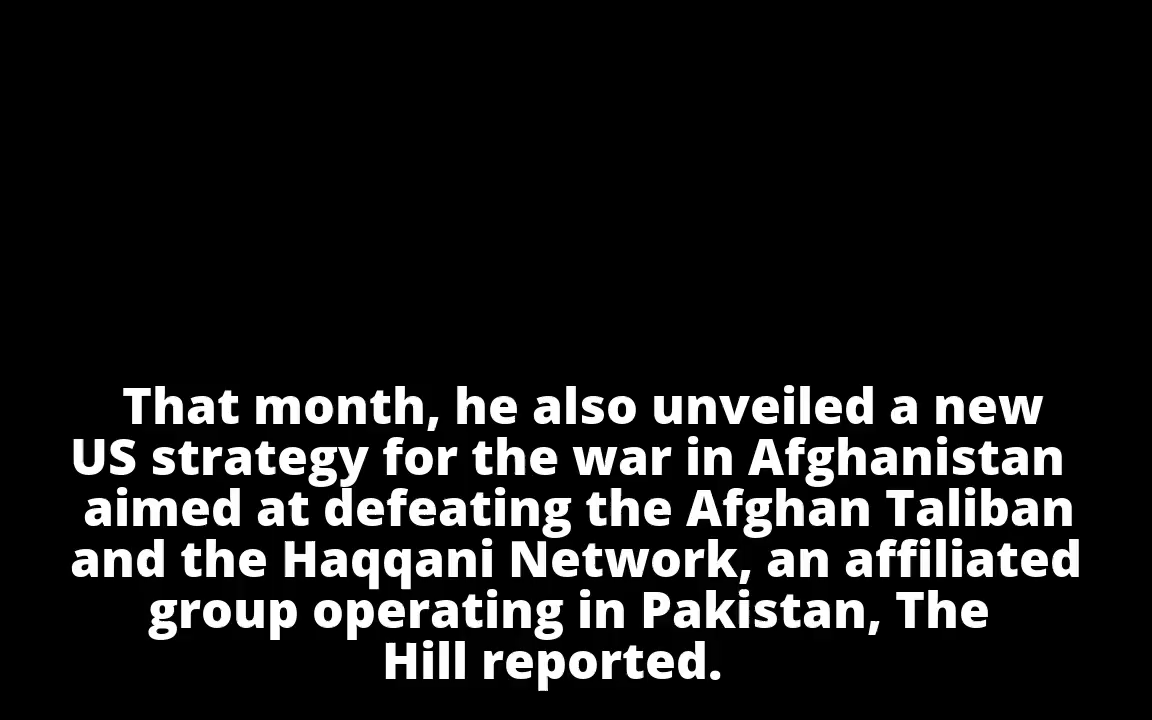 That month, he also unveiled a new
US strategy for the war in Afghanistan
aimed at defeating the Afghan Taliban
and the Haqqani Network, an affiliated
group operating in Pakistan, The
Hill reported.